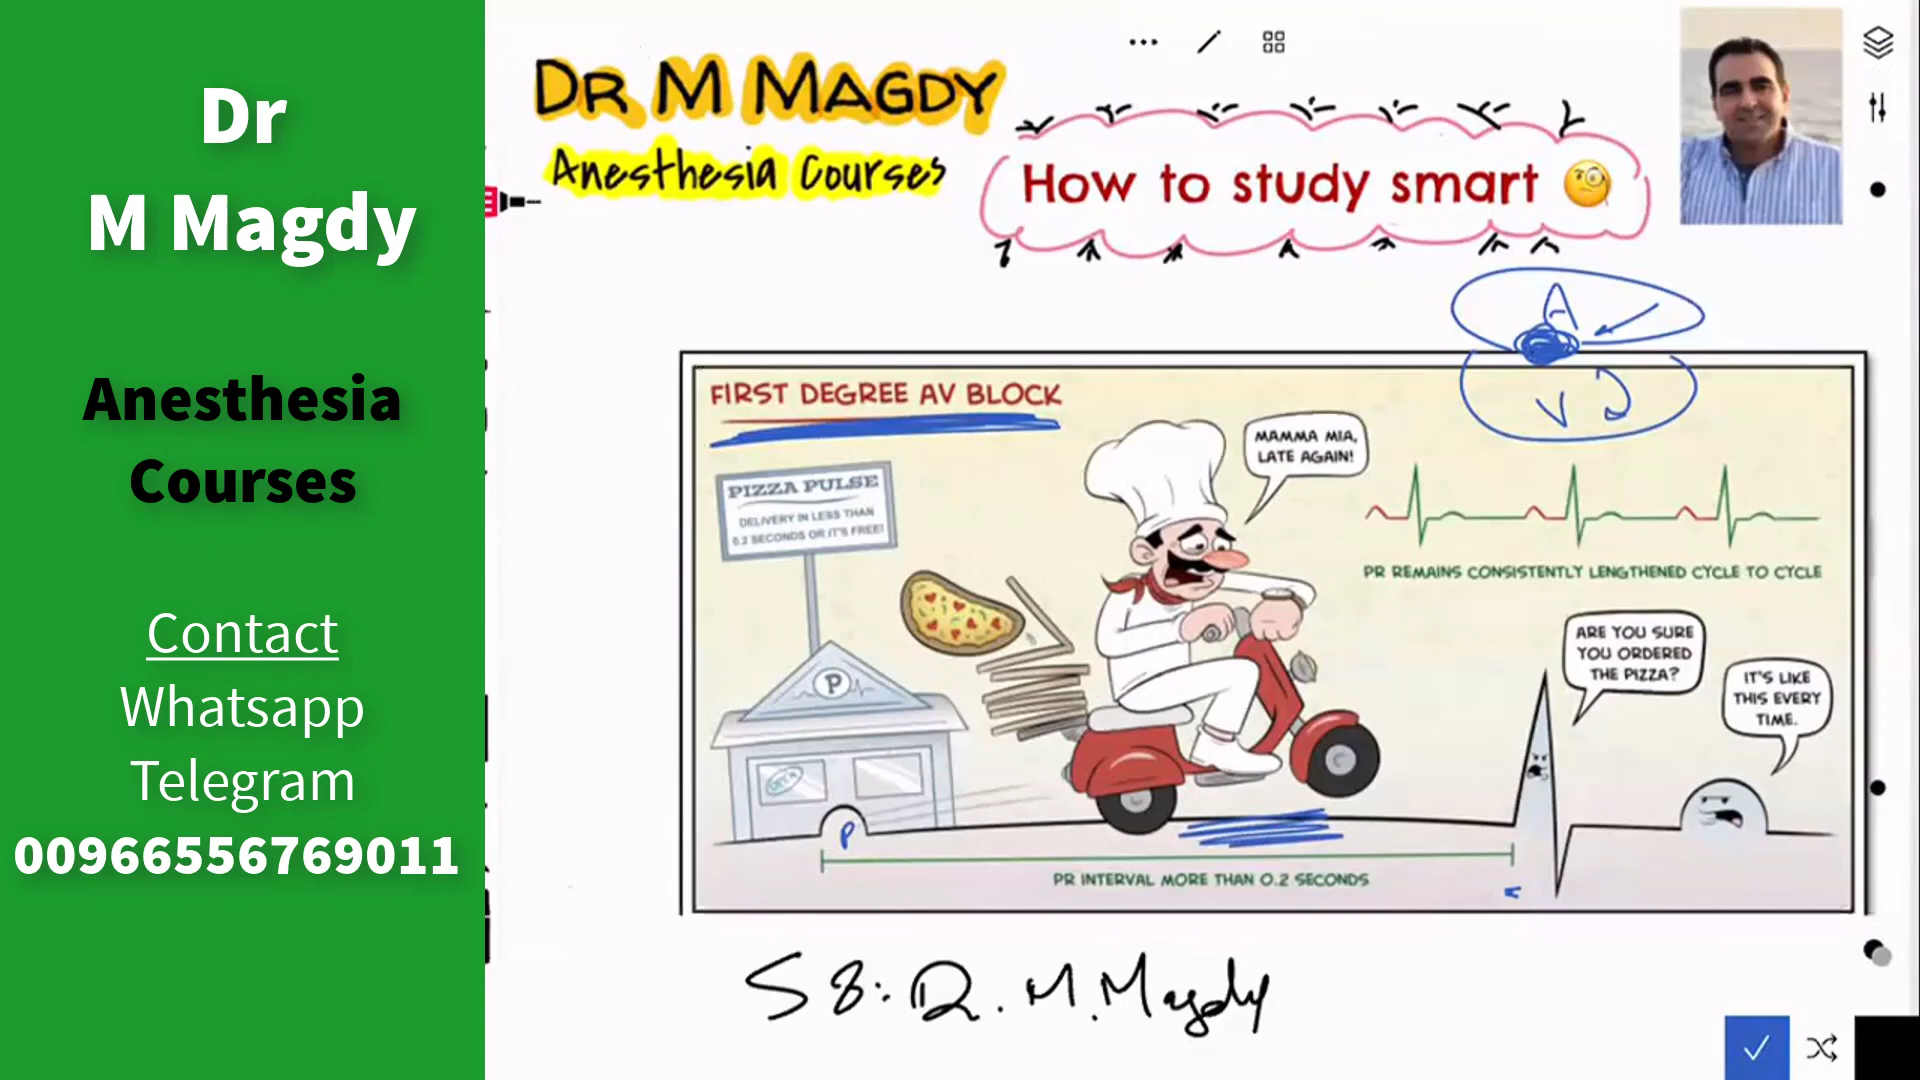 Dr
M Magdy
Anesthesia
Courses
Contact
Whatsapp
Telegram
00966556769011
DR M MAGDY
Anesthesia Courses
How to study smart
A
V
FIRST DEGREE AV BLOCK
MAMMA MIA,
LATE AGAIN!
PIZZA PULSE
DELIVERY IN LESS THAN
0.2 SECONDS OR IT'S FREE!
PR REMAINS CONSISTENTLY LENGTHENED CYCLE TO CYCLE
ARE YOU SURE
YOU ORDERED
THE PIZZA?
IT'S LIKE
THIS EVERY
TIME.
P
OPEN
P
PR INTERVAL MORE THAN 0.2 SECONDS
S8: DR. M. Magdy